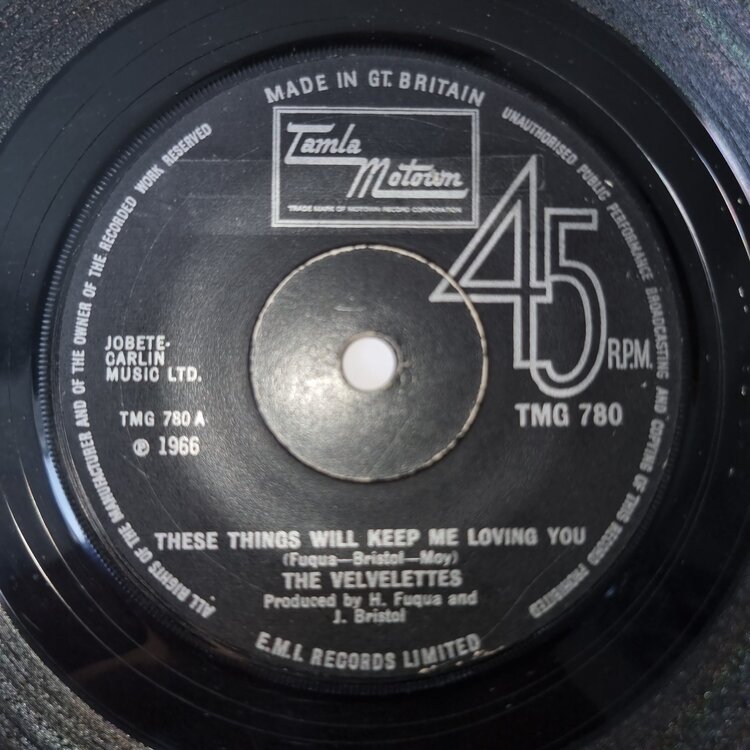 MADE IN GT. BRITAIN
Tamla
Motown
TRADE MARK OF MOTOWN RECORD CORPORATION
UNAUTHORISED PUBLIC PERFORMANCE BROADCASTING AND COPYING OF THIS RECORD PROHIBITED
ALL RIGHTS OF THE MANUFACTURER AND OF THE OWNER OF THE RECORDED WORK RESERVED
45 R.P.M.
JOBETE-
CARLIN
MUSIC LTD.
TMG 780 A
℗ 1966
TMG 780
THESE THINGS WILL KEEP ME LOVING YOU
(Fuqua—Bristol—Moy)
THE VELVELETTES
Produced by H. Fuqua and
J. Bristol
E.M.I. RECORDS LIMITED